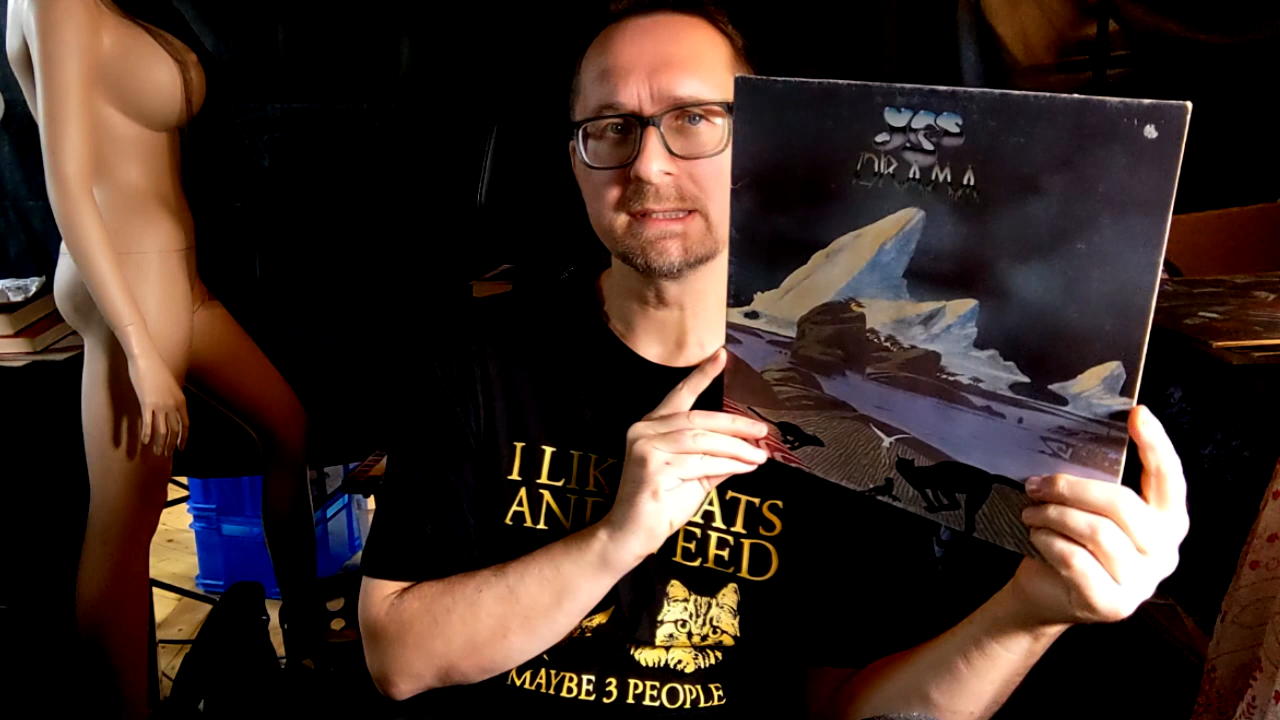 YES
DRAMA
I LIK
AN ATS
EED
MAYBE 3 PEOPLE